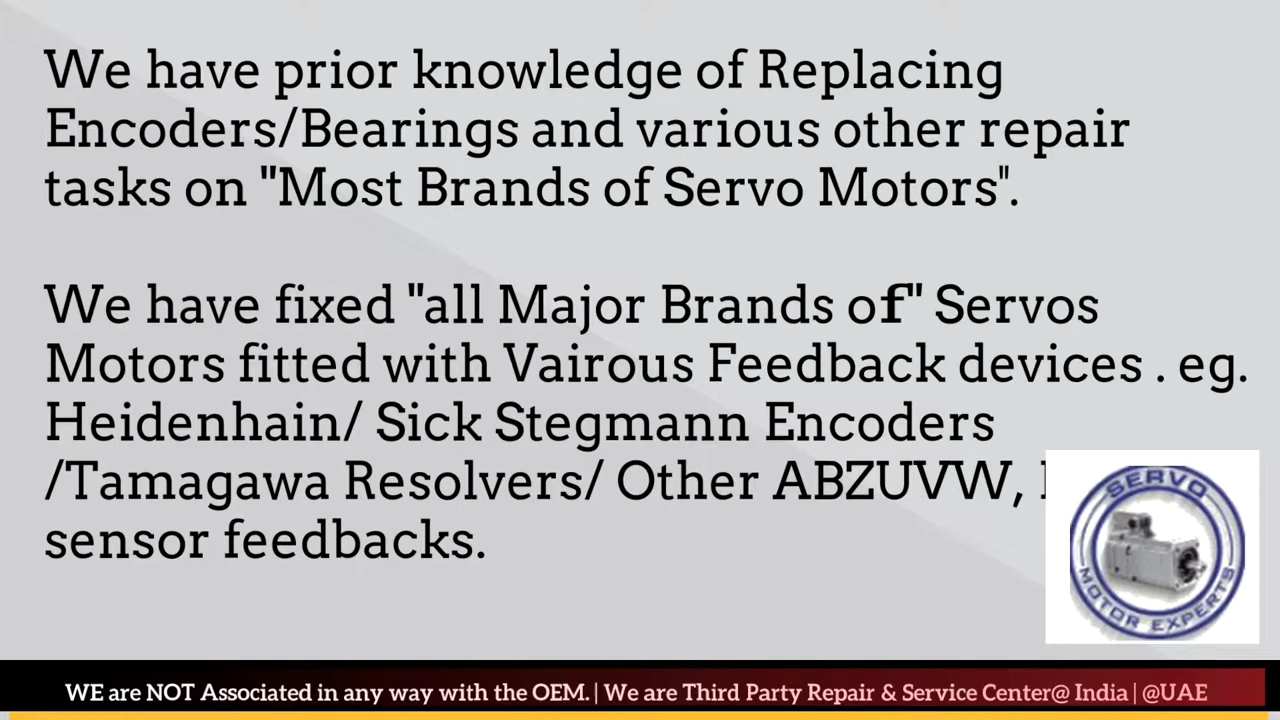 We have prior knowledge of Replacing
Encoders/Bearings and various other repair
tasks on "Most Brands of Servo Motors".
We have fixed "all Major Brands of" Servos
Motors fitted with Vairous Feedback devices . eg.
Heidenhain/ Sick Stegmann Encoders
/Tamagawa Resolvers/ Other ABZUVW,
sensor feedbacks.
SERVO
MOTOR EXPERTS
WE are NOT Associated in any way with the OEM. | We are Third Party Repair & Service Center@ India | @UAE